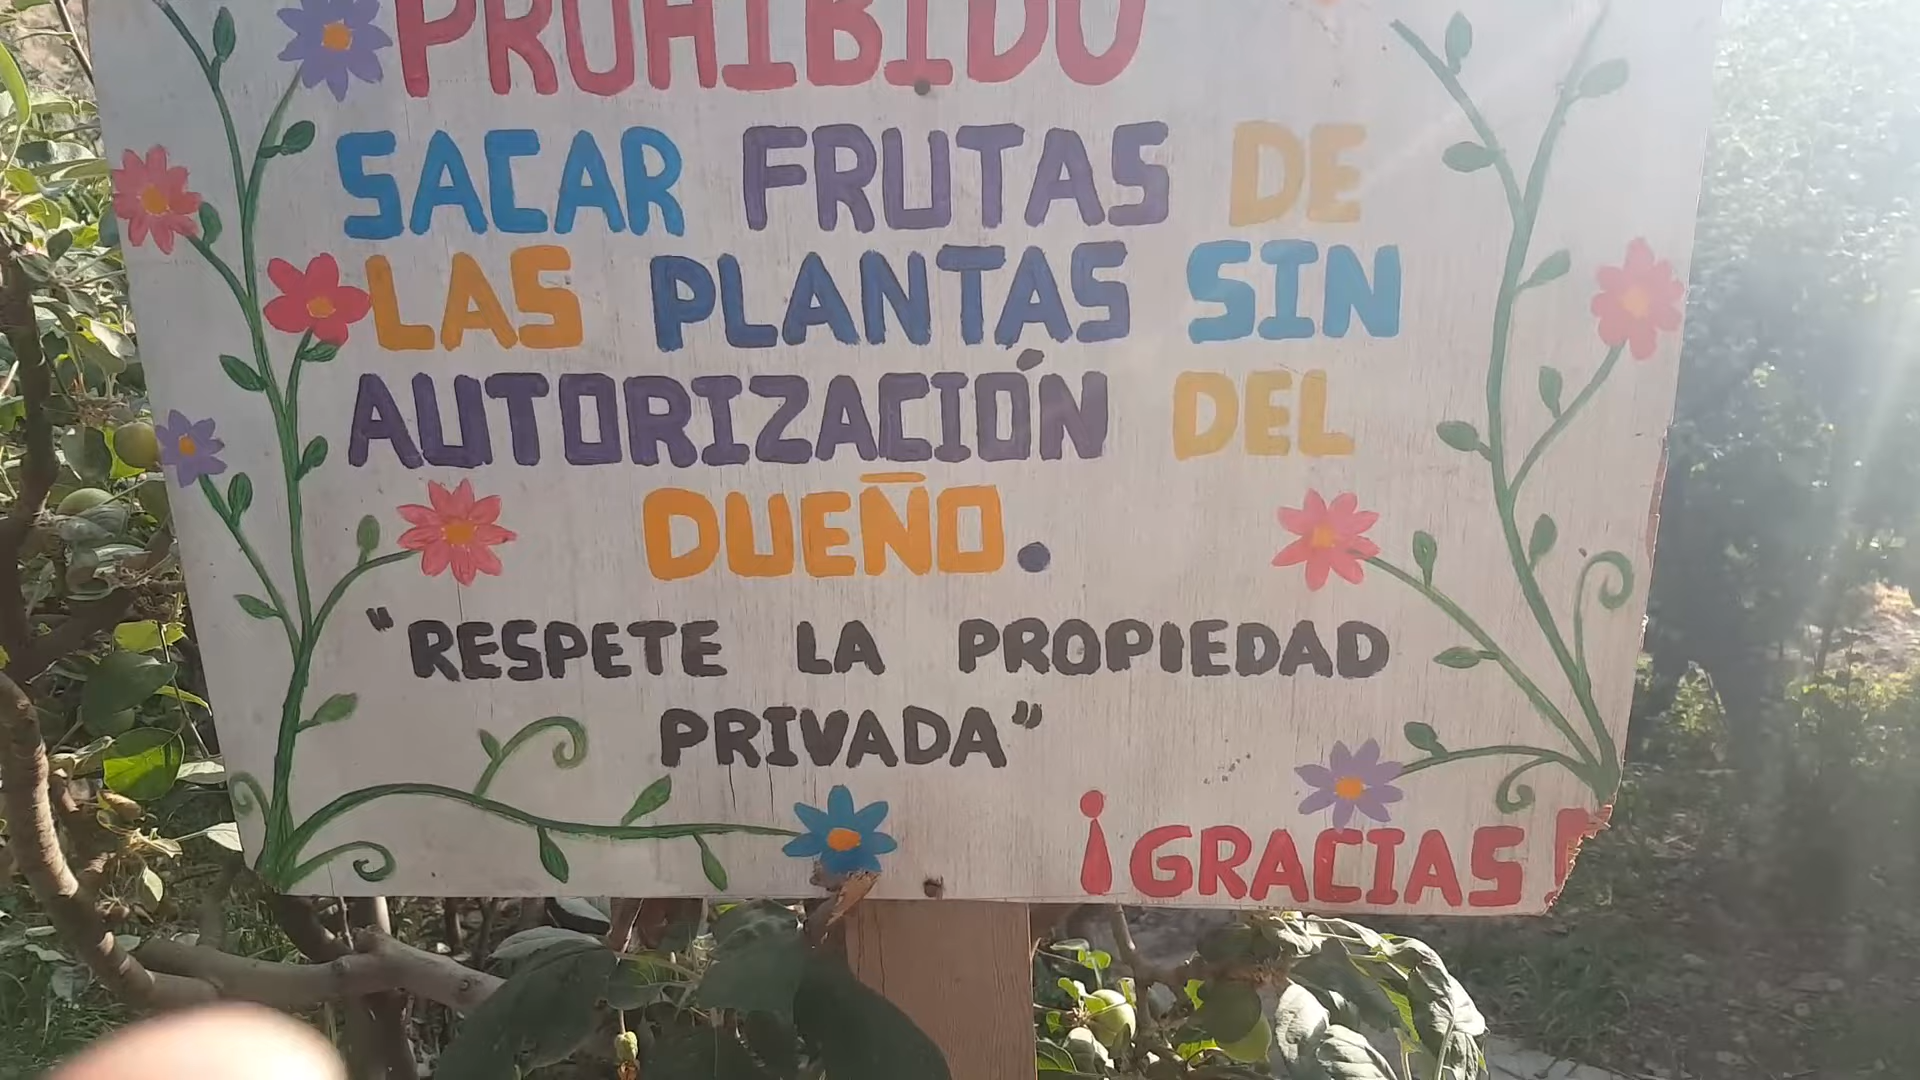 PROHIBIDO
SACAR FRUTAS DE
LAS PLANTAS SIN
AUTORIZACIÓN DEL
DUEÑO.
"RESPETE LA PROPIEDAD
PRIVADA"
¡GRACIAS!